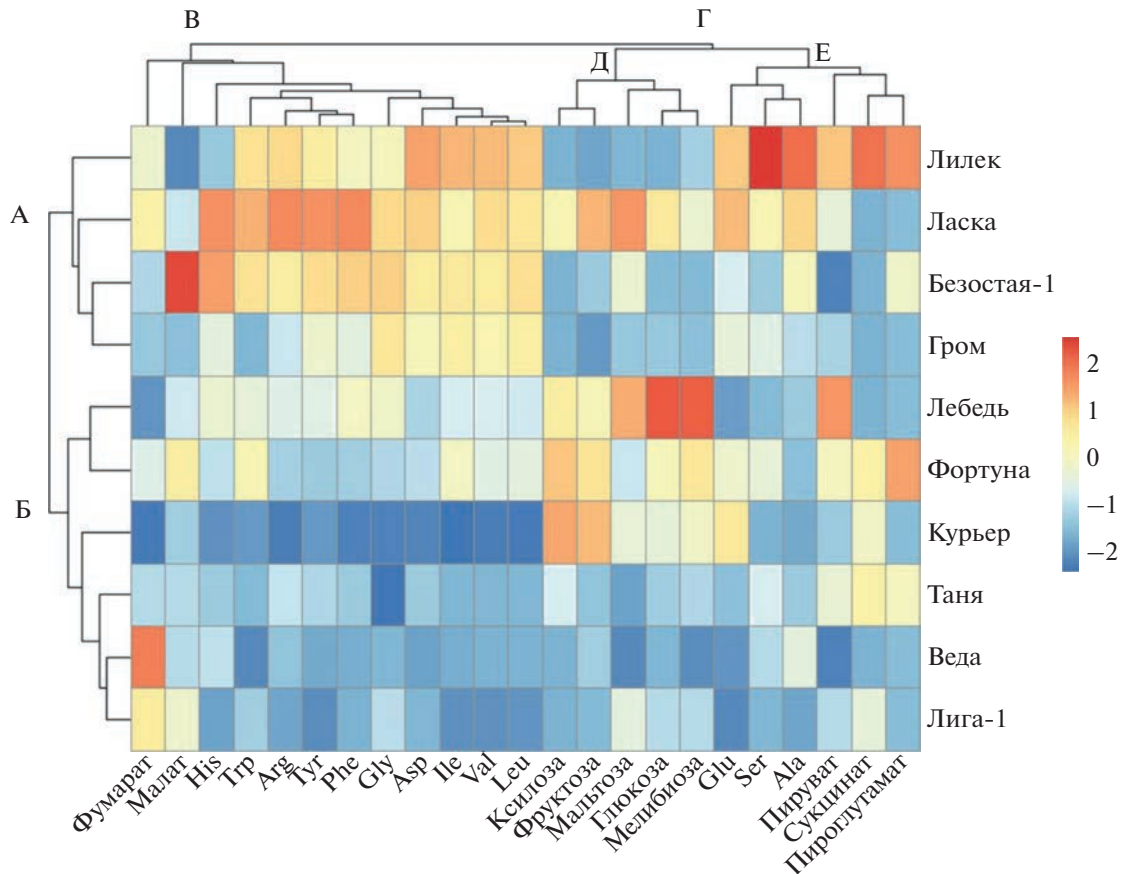 В
Г
Д
Е
А
Б
Лилек
Ласка
Безостая-1
Гром
Лебедь
Фортуна
Курьер
Таня
Веда
Лига-1
2
1
0
−1
−2
Фумарат
Малат
His
Trp
Arg
Tyr
Phe
Gly
Asp
Ile
Val
Leu
Ксилоза
Фруктоза
Мальтоза
Глюкоза
Мелибиоза
Glu
Ser
Ala
Пируват
Сукцинат
Пироглутамат